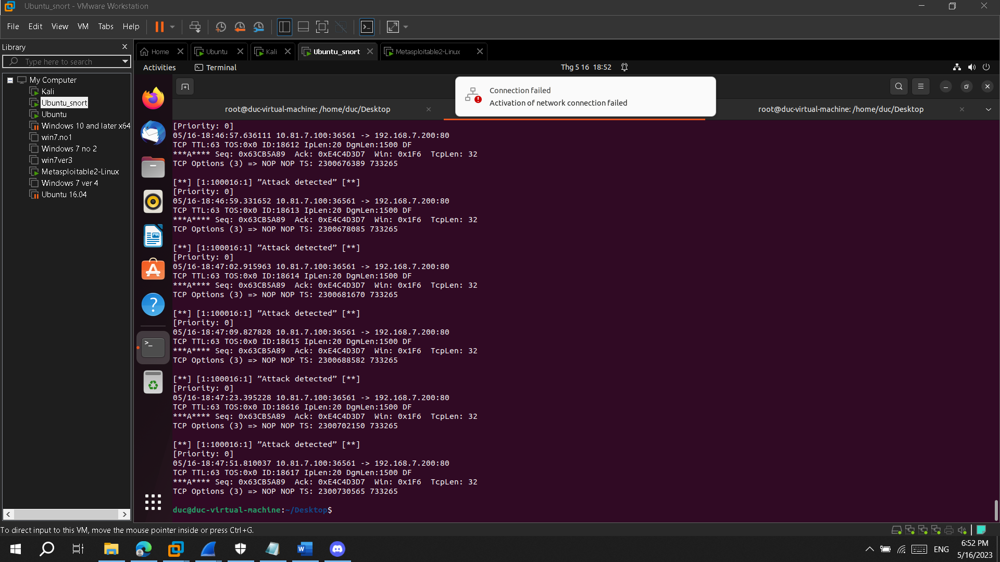 Ubuntu_snort - VMware Workstation
File Edit View VM Tabs Help
Library
Type here to search
My Computer
Kali
Ubuntu_snort
Ubuntu
Windows 10 and later x64
win7.no1
Windows 7 no 2
win7ver3
Metasploitable2-Linux
Windows 7 ver 4
Ubuntu 16.04
Home Ubuntu Kali Ubuntu_snort Metasploitable2-Linux
Activities Terminal Thg 5 16 18:52
Connection failed
Activation of network connection failed
root@duc-virtual-machine: /home/duc/Desktop root@duc-virtual-machine: /home/duc/Desktop
[Priority: 0]
05/16-18:46:57.636111 10.81.7.100:36561 -> 192.168.7.200:80
TCP TTL:63 TOS:0x0 ID:18612 IpLen:20 DgmLen:1500 DF
***A**** Seq: 0x63CB5A89 Ack: 0xE4C4D3D7 Win: 0x1F6 TcpLen: 32
TCP Options (3) => NOP NOP TS: 2300676389 733265
[**] [1:100016:1] ”Attack detected” [**]
[Priority: 0]
05/16-18:46:59.331652 10.81.7.100:36561 -> 192.168.7.200:80
TCP TTL:63 TOS:0x0 ID:18613 IpLen:20 DgmLen:1500 DF
***A**** Seq: 0x63CB5A89 Ack: 0xE4C4D3D7 Win: 0x1F6 TcpLen: 32
TCP Options (3) => NOP NOP TS: 2300678085 733265
[**] [1:100016:1] ”Attack detected” [**]
[Priority: 0]
05/16-18:47:02.915963 10.81.7.100:36561 -> 192.168.7.200:80
TCP TTL:63 TOS:0x0 ID:18614 IpLen:20 DgmLen:1500 DF
***A**** Seq: 0x63CB5A89 Ack: 0xE4C4D3D7 Win: 0x1F6 TcpLen: 32
TCP Options (3) => NOP NOP TS: 2300681670 733265
[**] [1:100016:1] ”Attack detected” [**]
[Priority: 0]
05/16-18:47:09.827828 10.81.7.100:36561 -> 192.168.7.200:80
TCP TTL:63 TOS:0x0 ID:18615 IpLen:20 DgmLen:1500 DF
***A**** Seq: 0x63CB5A89 Ack: 0xE4C4D3D7 Win: 0x1F6 TcpLen: 32
TCP Options (3) => NOP NOP TS: 2300688582 733265
[**] [1:100016:1] ”Attack detected” [**]
[Priority: 0]
05/16-18:47:23.395228 10.81.7.100:36561 -> 192.168.7.200:80
TCP TTL:63 TOS:0x0 ID:18616 IpLen:20 DgmLen:1500 DF
***A**** Seq: 0x63CB5A89 Ack: 0xE4C4D3D7 Win: 0x1F6 TcpLen: 32
TCP Options (3) => NOP NOP TS: 2300702150 733265
[**] [1:100016:1] ”Attack detected” [**]
[Priority: 0]
05/16-18:47:51.810037 10.81.7.100:36561 -> 192.168.7.200:80
TCP TTL:63 TOS:0x0 ID:18617 IpLen:20 DgmLen:1500 DF
***A**** Seq: 0x63CB5A89 Ack: 0xE4C4D3D7 Win: 0x1F6 TcpLen: 32
TCP Options (3) => NOP NOP TS: 2300730565 733265
duc@duc-virtual-machine:~/Desktop$
To direct input to this VM, move the mouse pointer inside or press Ctrl+G.
ENG
6:52 PM
5/16/2023